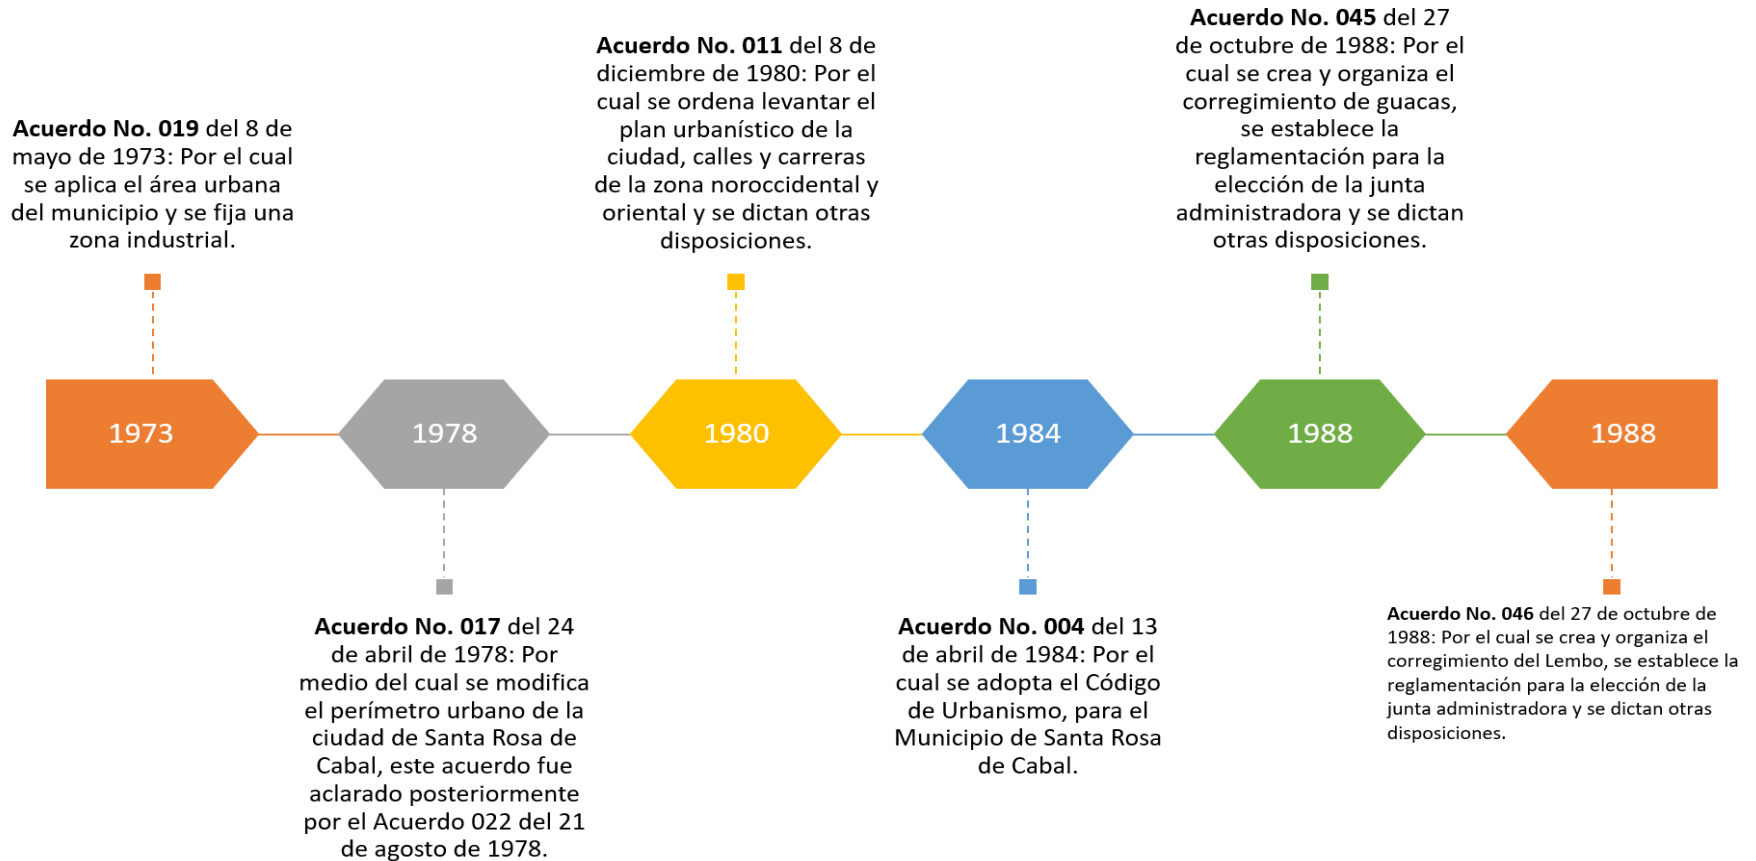 Acuerdo No. 019 del 8 de
mayo de 1973: Por el cual
se aplica el área urbana
del municipio y se fija una
zona industrial.
Acuerdo No. 011 del 8 de
diciembre de 1980: Por el
cual se ordena levantar el
plan urbanístico de la
ciudad, calles y carreras
de la zona noroccidental y
oriental y se dictan otras
disposiciones.
Acuerdo No. 045 del 27
de octubre de 1988: Por el
cual se crea y organiza el
corregimiento de guacas,
se establece la
reglamentación para la
elección de la junta
administradora y se dictan
otras disposiciones.
1973
1978
1980
1984
1988
1988
Acuerdo No. 017 del 24
de abril de 1978: Por
medio del cual se modifica
el perímetro urbano de la
ciudad de Santa Rosa de
Cabal, este acuerdo fue
aclarado posteriormente
por el Acuerdo 022 del 21
de agosto de 1978.
Acuerdo No. 004 del 13
de abril de 1984: Por el
cual se adopta el Código
de Urbanismo, para el
Municipio de Santa Rosa
de Cabal.
Acuerdo No. 046 del 27 de octubre de
1988: Por el cual se crea y organiza el
corregimiento del Lembo, se establece la
reglamentación para la elección de la
junta administradora y se dictan otras
disposiciones.